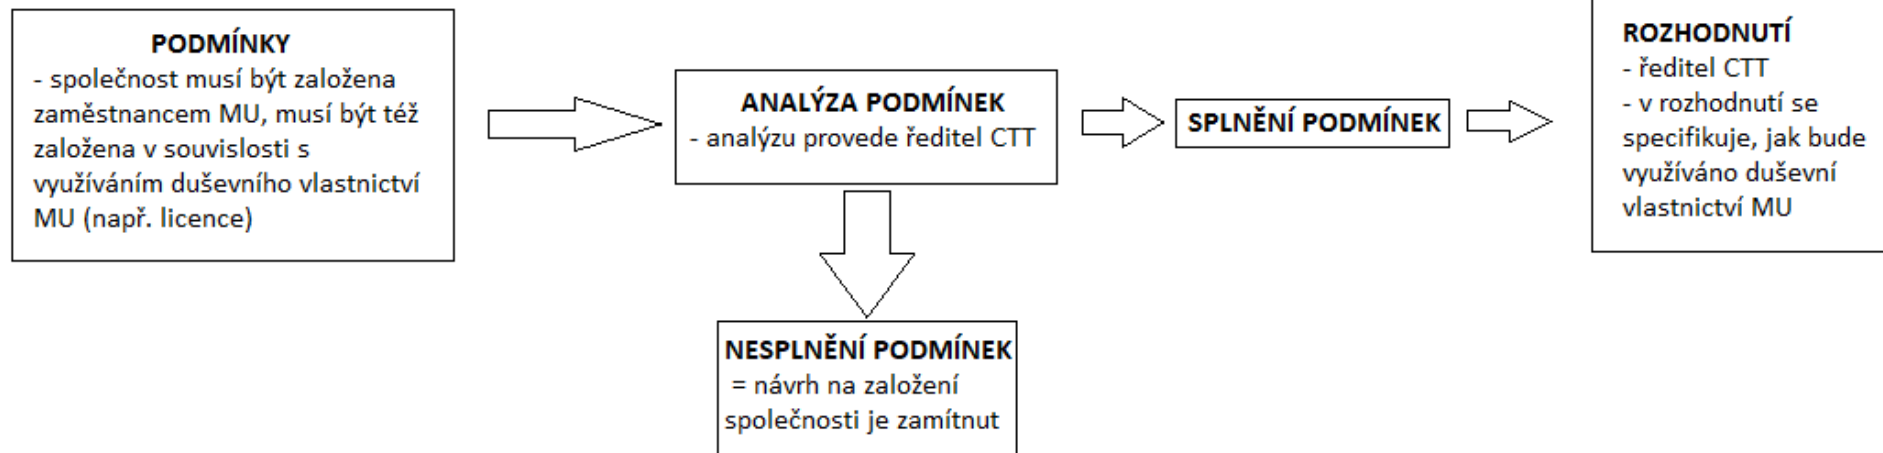 PODMÍNKY
- společnost musí být založena
zaměstnancem MU, musí být též
založena v souvislosti s
využíváním duševního vlastnictví
MU (např. licence)
ANALÝZA PODMÍNEK
- analýzu provede ředitel CTT
SPLNĚNÍ PODMÍNEK
ROZHODNUTÍ
- ředitel CTT
- v rozhodnutí se
specifikuje, jak bude
využíváno duševní
vlastnictví MU
NESPLNĚNÍ PODMÍNEK
= návrh na založení
společnosti je zamítnut